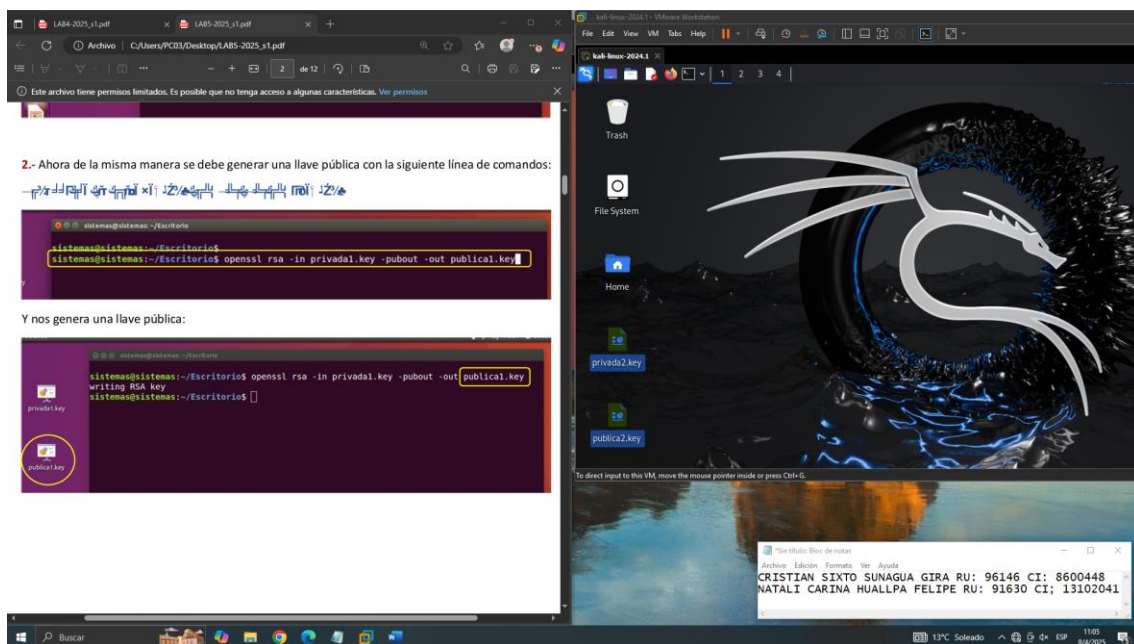 LAB4-2025_s1.pdf
LAB5-2025_s1.pdf
Archivo
C:/Users/PC03/Desktop/LAB5-2025_s1.pdf
2
de 12
Este archivo tiene permisos limitados. Es posible que no tenga acceso a algunas características. Ver permisos
2.- Ahora de la misma manera se debe generar una llave pública con la siguiente línea de comandos:
sistemas@sistemas: ~/Escritorio
sistemas@sistemas:~/Escritorio$
sistemas@sistemas:~/Escritorio$ openssl rsa -in privada1.key -pubout -out publica1.key
Y nos genera una llave pública:
sistemas@sistemas: ~/Escritorio
sistemas@sistemas:~/Escritorio$ openssl rsa -in privada1.key -pubout -out publica1.key
writing RSA key
sistemas@sistemas:~/Escritorio$
privada1.key
publica1.key
kali-linux-2024.1 - VMware Workstation
File Edit View VM Tabs Help
kali-linux-2024.1
1 2 3 4
Trash
File System
Home
privada2.key
publica2.key
To direct input to this VM, move the mouse pointer inside or press Ctrl+G.
*Sin título: Bloc de notas
Archivo Edición Formato Ver Ayuda
CRISTIAN SIXTO SUNAGUA GIRA RU: 96146 CI: 8600448
NATALI CARINA HUALLPA FELIPE RU: 91630 CI; 13102041
Buscar
13°C Soleado
ESP
11:05
8/4/2025